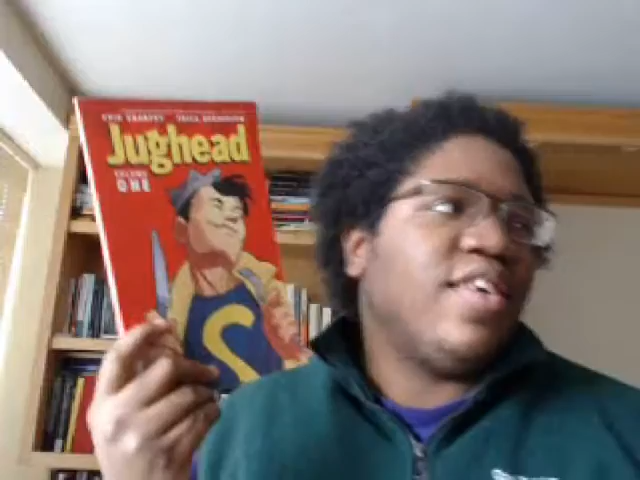 CHIP ZDARSKY ERICA HENDERSON
Jughead
VOLUME
ONE
S